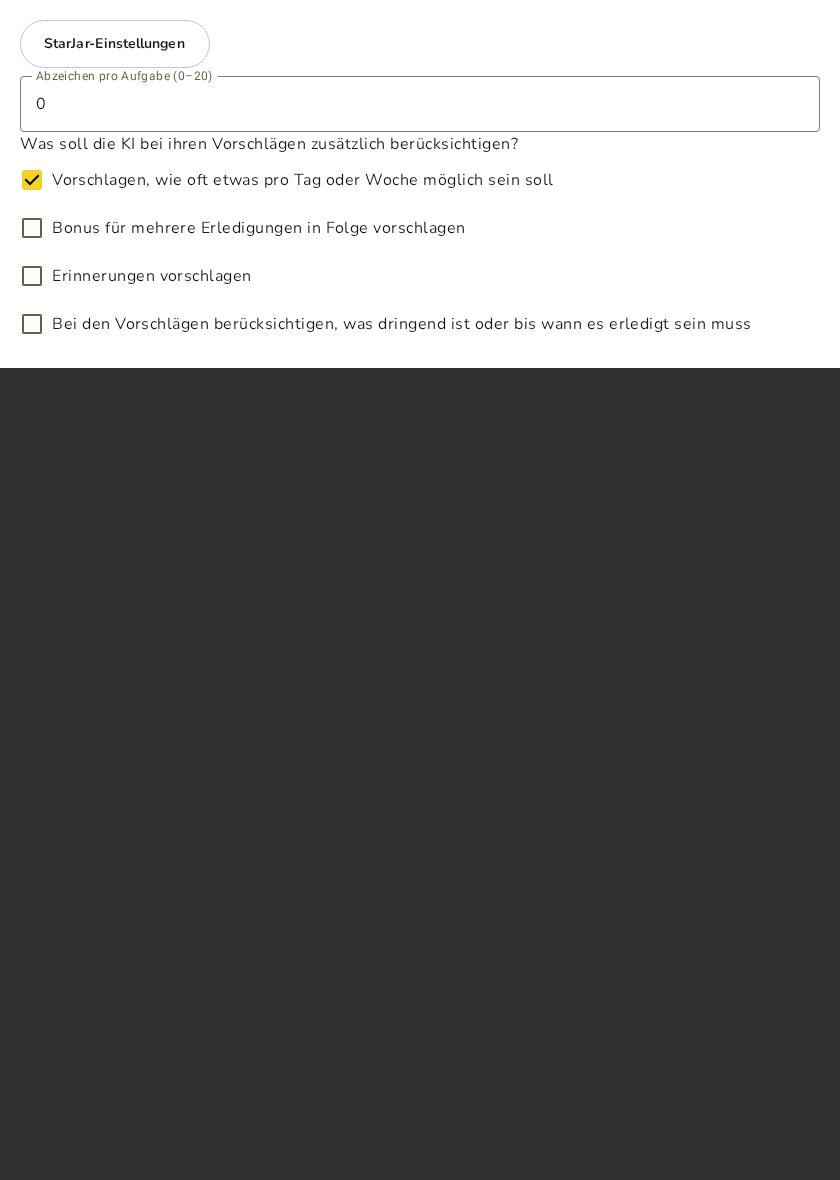 StarJar-Einstellungen
Abzeichen pro Aufgabe (0–20)
0
Was soll die KI bei ihren Vorschlägen zusätzlich berücksichtigen?
Vorschlagen, wie oft etwas pro Tag oder Woche möglich sein soll
Bonus für mehrere Erledigungen in Folge vorschlagen
Erinnerungen vorschlagen
Bei den Vorschlägen berücksichtigen, was dringend ist oder bis wann es erledigt sein muss